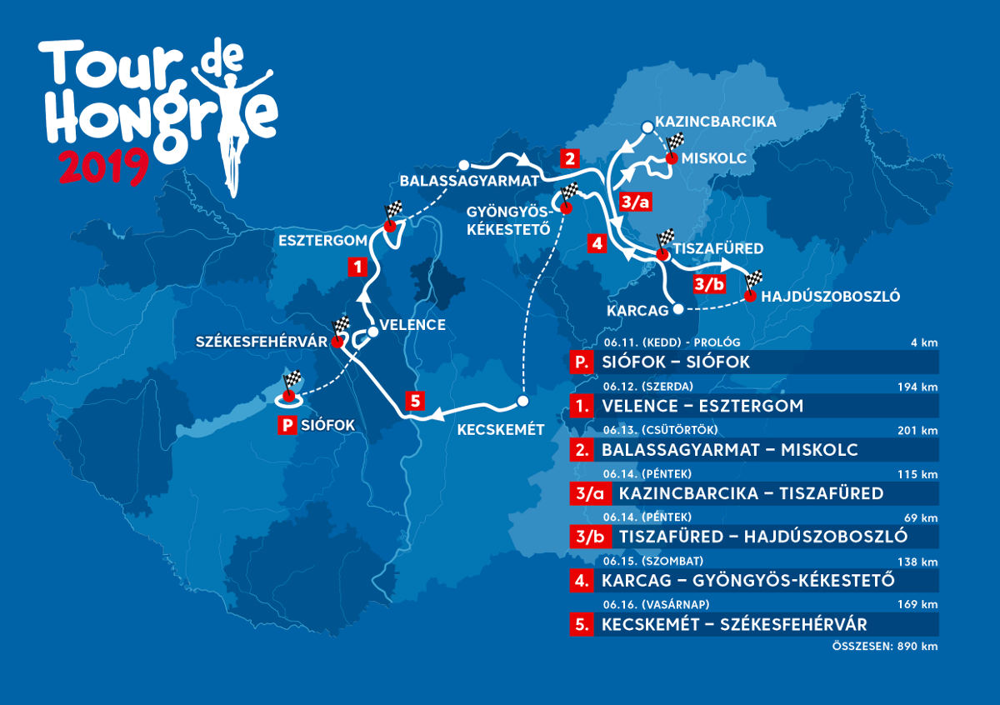 Tour de
Hongrie
2019
KAZINCBARCIKA
MISKOLC
2
BALASSAGYARMAT
3/a
GYÖNGYÖS-
KÉKESTETŐ
ESZTERGOM
4
TISZAFÜRED
1
3/b
HAJDÚSZOBOSZLÓ
KARCAG
VELENCE
SZÉKESFEHÉRVÁR
5
P SIÓFOK
KECSKEMÉT
06.11. (KEDD) - PROLÓG 4 km
P. SIÓFOK – SIÓFOK
06.12. (SZERDA) 194 km
1. VELENCE – ESZTERGOM
06.13. (CSÜTÖRTÖK) 201 km
2. BALASSAGYARMAT – MISKOLC
06.14. (PÉNTEK) 115 km
3/a KAZINCBARCIKA – TISZAFÜRED
06.14. (PÉNTEK) 69 km
3/b TISZAFÜRED – HAJDÚSZOBOSZLÓ
06.15. (SZOMBAT) 138 km
4. KARCAG – GYÖNGYÖS-KÉKESTETŐ
06.16. (VASÁRNAP) 169 km
5. KECSKEMÉT – SZÉKESFEHÉRVÁR
ÖSSZESEN: 890 km